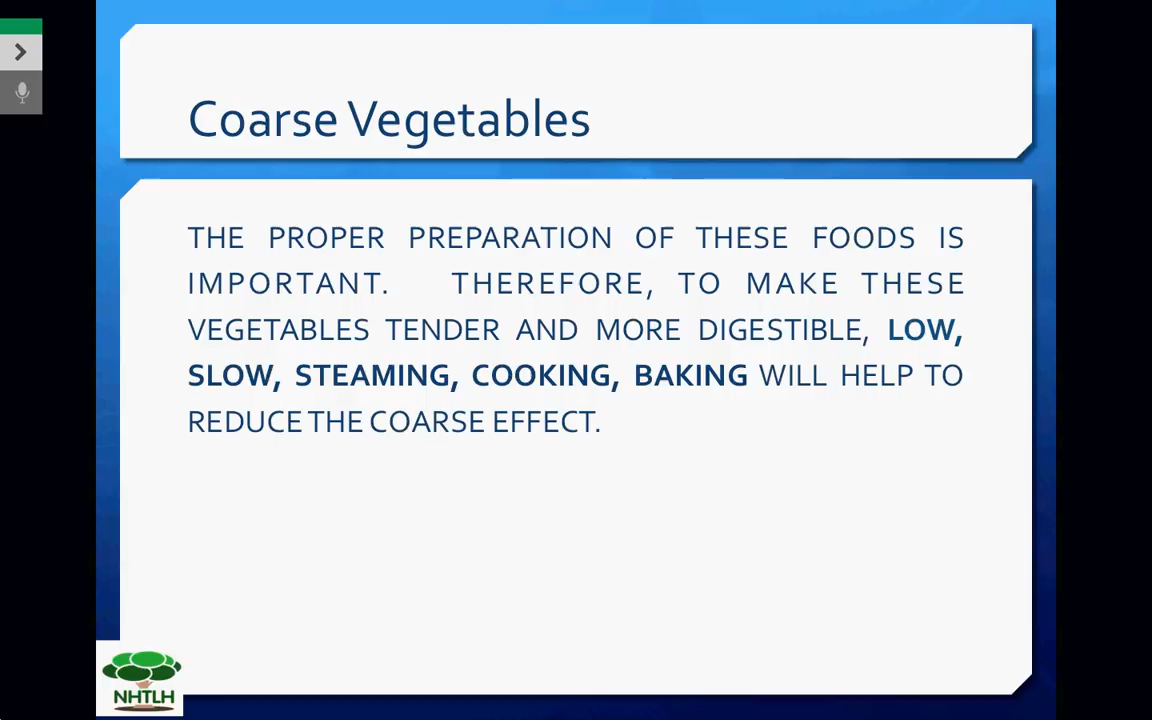 Coarse Vegetables
THE PROPER PREPARATION OF THESE FOODS IS
IMPORTANT. THEREFORE, TO MAKE THESE
VEGETABLES TENDER AND MORE DIGESTIBLE, LOW,
SLOW, STEAMING, COOKING, BAKING WILL HELP TO
REDUCE THE COARSE EFFECT.
NHTLH